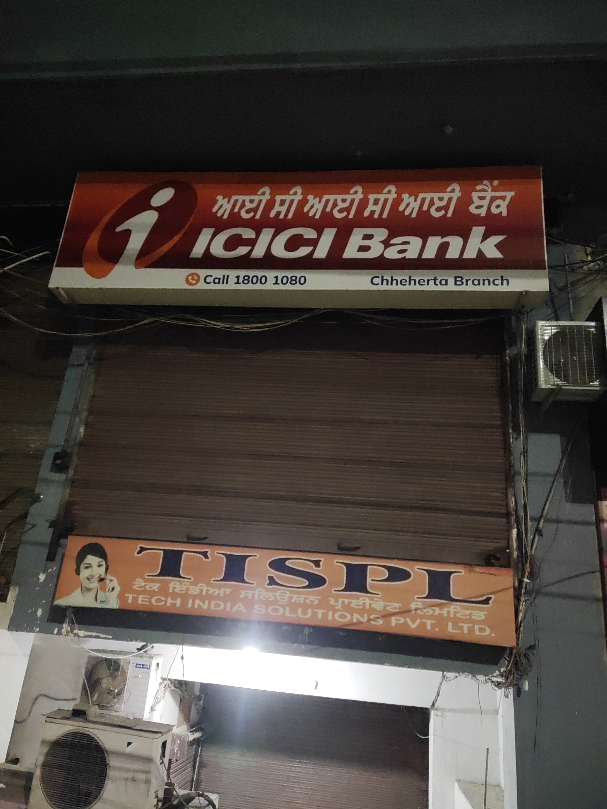 ਆਈ ਸੀ ਆਈ ਸੀ ਆਈ ਬੈਂਕ
ICICI Bank
Call 1800 1080 Chheherta Branch
TISPL
ਟੈਕ ਇੰਡੀਆ ਸਲਿਊਸ਼ਨ ਪ੍ਰਾਈਵੇਟ ਲਿਮਟਿਡ
TECH INDIA SOLUTIONS PVT. LTD.